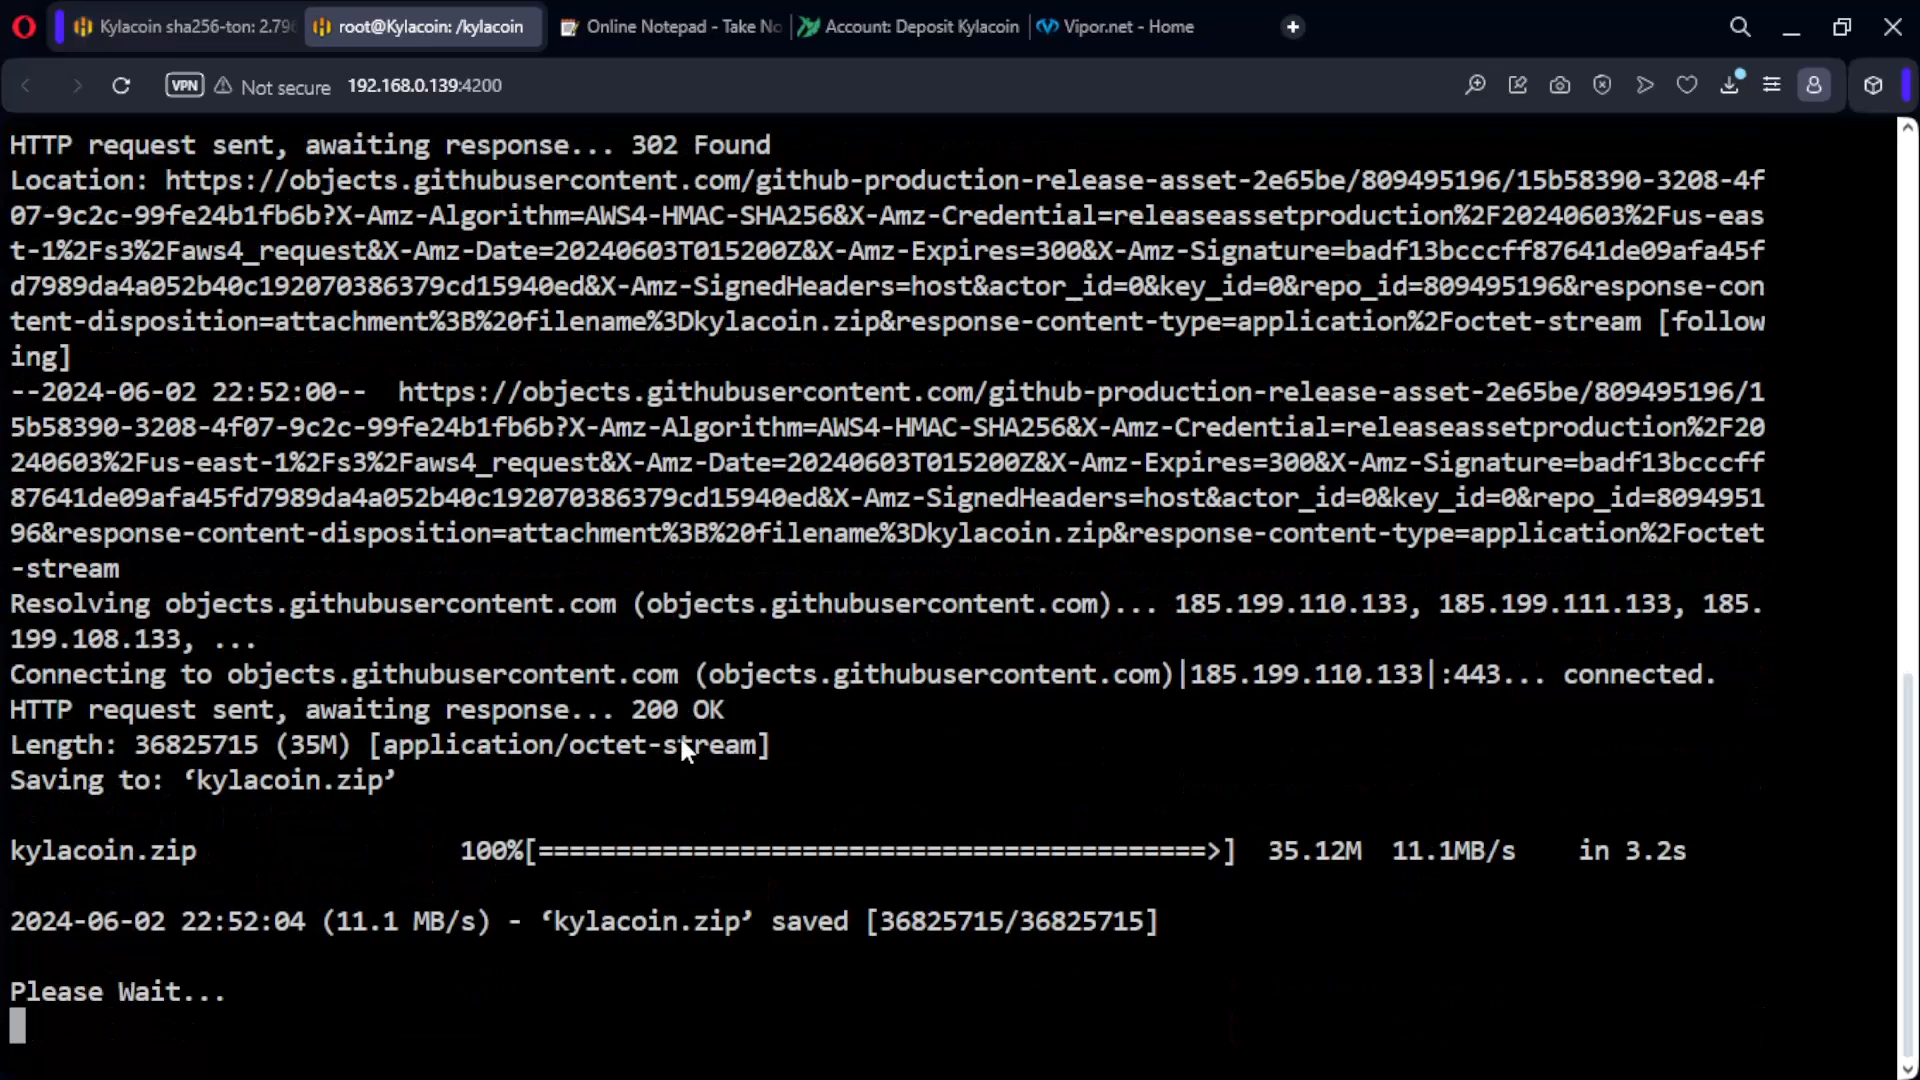 Kylacoin sha256-ton: 2.79
root@Kylacoin: /kylacoin
Online Notepad - Take No
Account: Deposit Kylacoin
Vipor.net - Home
VPN
Not secure
192.168.0.139:4200
HTTP request sent, awaiting response... 302 Found
Location: https://objects.githubusercontent.com/github-production-release-asset-2e65be/809495196/15b58390-3208-4f
07-9c2c-99fe24b1fb6b?X-Amz-Algorithm=AWS4-HMAC-SHA256&X-Amz-Credential=releaseassetproduction%2F20240603%2Fus-eas
t-1%2Fs3%2Faws4_request&X-Amz-Date=20240603T015200Z&X-Amz-Expires=300&X-Amz-Signature=badf13bcccff87641de09afa45f
d7989da4a052b40c192070386379cd15940ed&X-Amz-SignedHeaders=host&actor_id=0&key_id=0&repo_id=809495196&response-con
tent-disposition=attachment%3B%20filename%3Dkylacoin.zip&response-content-type=application%2Foctet-stream [follow
ing]
--2024-06-02 22:52:00--  https://objects.githubusercontent.com/github-production-release-asset-2e65be/809495196/1
5b58390-3208-4f07-9c2c-99fe24b1fb6b?X-Amz-Algorithm=AWS4-HMAC-SHA256&X-Amz-Credential=releaseassetproduction%2F20
240603%2Fus-east-1%2Fs3%2Faws4_request&X-Amz-Date=20240603T015200Z&X-Amz-Expires=300&X-Amz-Signature=badf13bcccff
87641de09afa45fd7989da4a052b40c192070386379cd15940ed&X-Amz-SignedHeaders=host&actor_id=0&key_id=0&repo_id=8094951
96&response-content-disposition=attachment%3B%20filename%3Dkylacoin.zip&response-content-type=application%2Foctet
-stream
Resolving objects.githubusercontent.com (objects.githubusercontent.com)... 185.199.110.133, 185.199.111.133, 185.
199.108.133, ...
Connecting to objects.githubusercontent.com (objects.githubusercontent.com)|185.199.110.133|:443... connected.
HTTP request sent, awaiting response... 200 OK
Length: 36825715 (35M) [application/octet-stream]
Saving to: ‘kylacoin.zip’
kylacoin.zip 100%[===========================================>] 35.12M 11.1MB/s in 3.2s
2024-06-02 22:52:04 (11.1 MB/s) - ‘kylacoin.zip’ saved [36825715/36825715]
Please Wait...